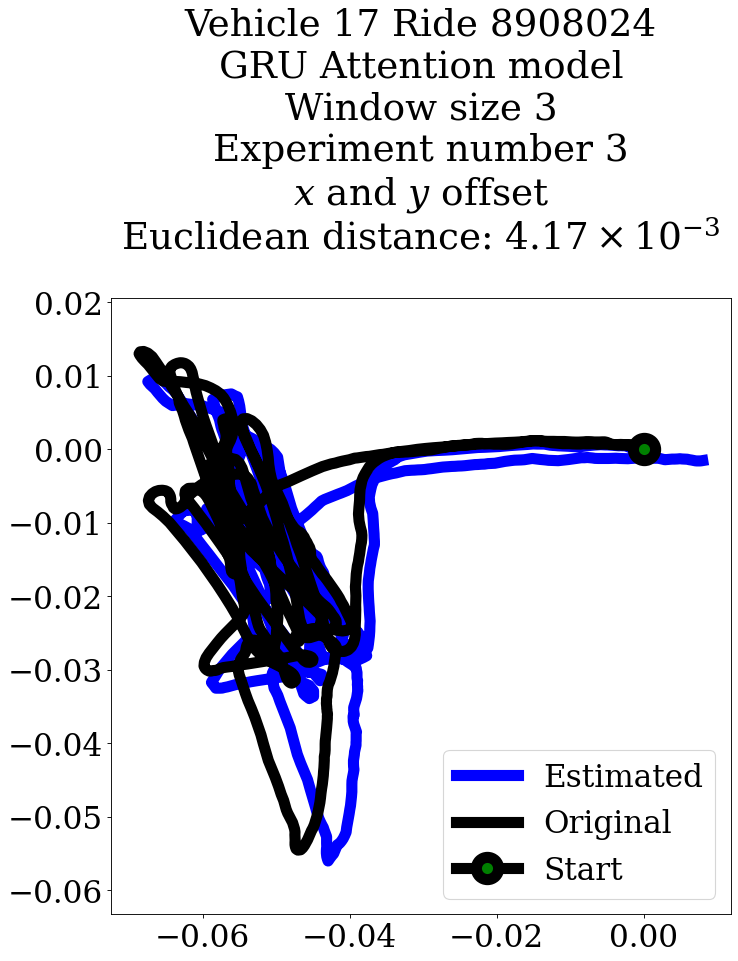 Vehicle 17 Ride 8908024
GRU Attention model
Window size 3
Experiment number 3
x and y offset
Euclidean distance: 4.17 × 10⁻³
0.02
0.01
0.00
−0.01
−0.02
−0.03
−0.04
−0.05
−0.06
Estimated
Original
Start
−0.06 −0.04 −0.02 0.00